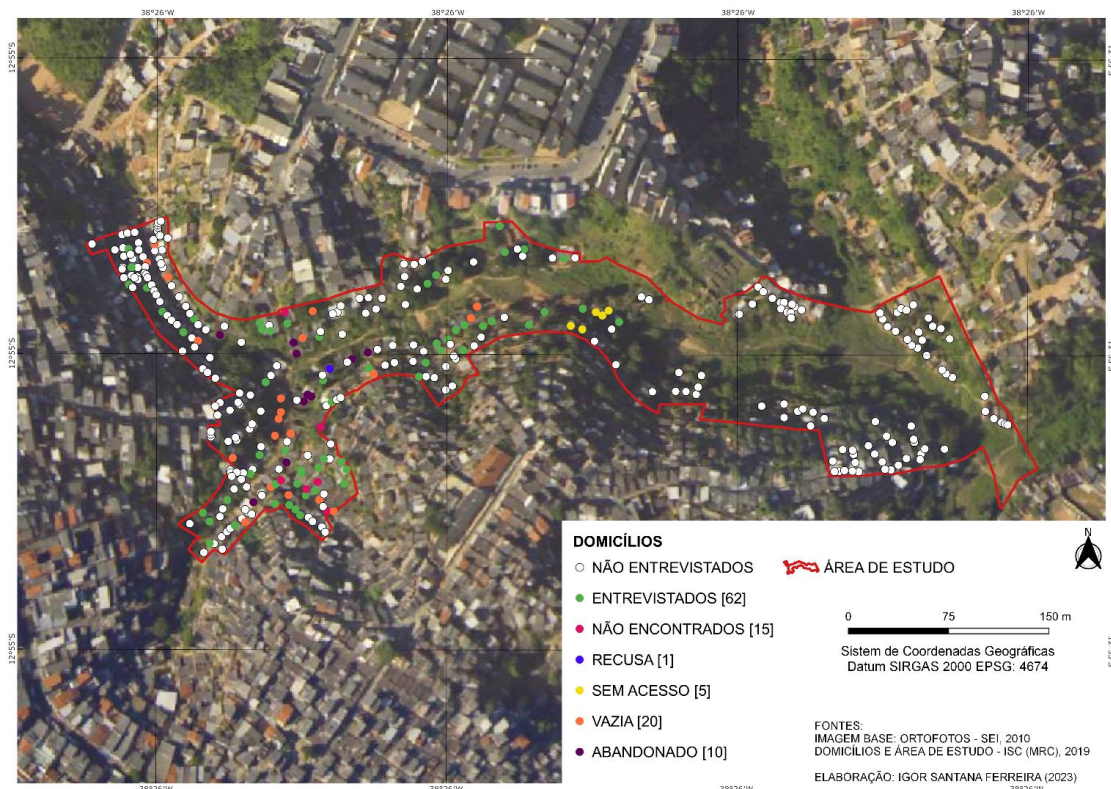 38°26'W 38°26'W 38°26'W 38°26'W
12°55'S
12°55'S
12°55'S
DOMICÍLIOS
NÃO ENTREVISTADOS
ÁREA DE ESTUDO
N
ENTREVISTADOS [62]
NÃO ENCONTRADOS [15]
RECUSA [1]
SEM ACESSO [5]
VAZIA [20]
ABANDONADO [10]
0 75 150 m
Sistem de Coordenadas Geográficas
Datum SIRGAS 2000 EPSG: 4674
FONTES:
IMAGEM BASE: ORTOFOTOS - SEI, 2010
DOMICÍLIOS E ÁREA DE ESTUDO - ISC (MRC), 2019
ELABORAÇÃO: IGOR SANTANA FERREIRA (2023)